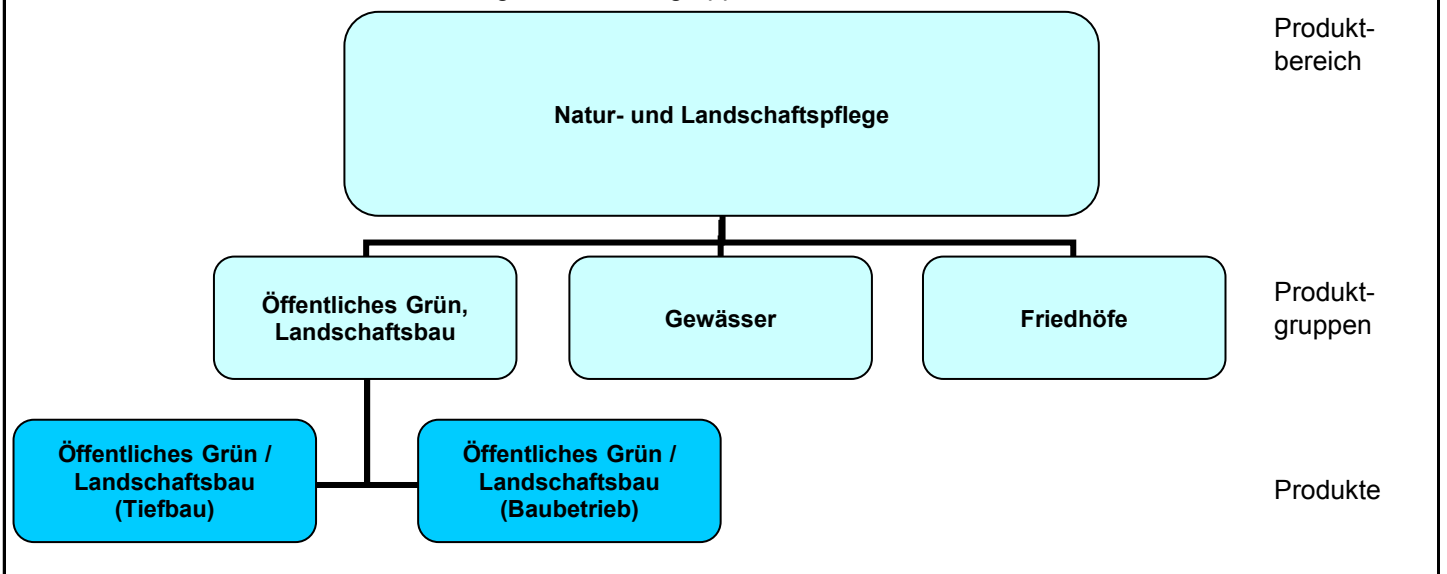 Produkt-
bereich
Natur- und Landschaftspflege
Öffentliches Grün,
Landschaftsbau
Gewässer
Friedhöfe
Produkt-
gruppen
Öffentliches Grün /
Landschaftsbau
(Tiefbau)
Öffentliches Grün /
Landschaftsbau
(Baubetrieb)
Produkte